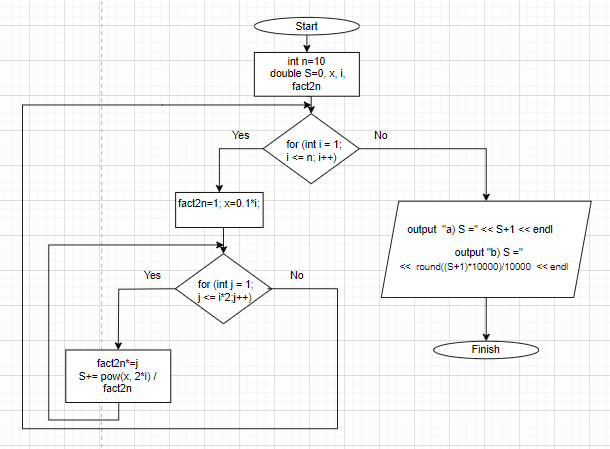 Start
int n=10
double S=0, x, i,
fact2n
Yes
No
for (int i = 1;
i <= n; i++)
fact2n=1; x=0.1*i;
output "a) S =" << S+1 << endl
output "b) S ="
<< round((S+1)*10000)/10000 << endl
Yes
No
for (int j = 1;
j <= i*2;j++)
Finish
fact2n*=j
S+= pow(x, 2*i) /
fact2n